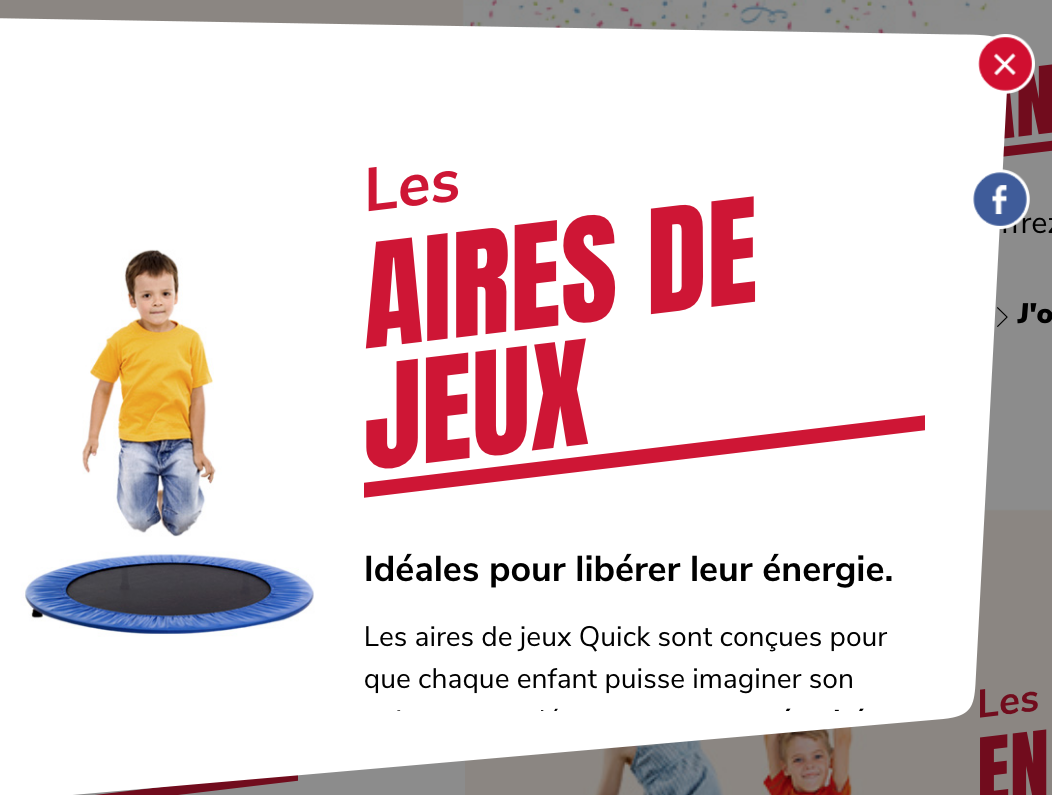 Les
AIRES DE
JEUX
Idéales pour libérer leur énergie.
Les aires de jeux Quick sont conçues pour
que chaque enfant puisse imaginer son
J'o
Les
EN